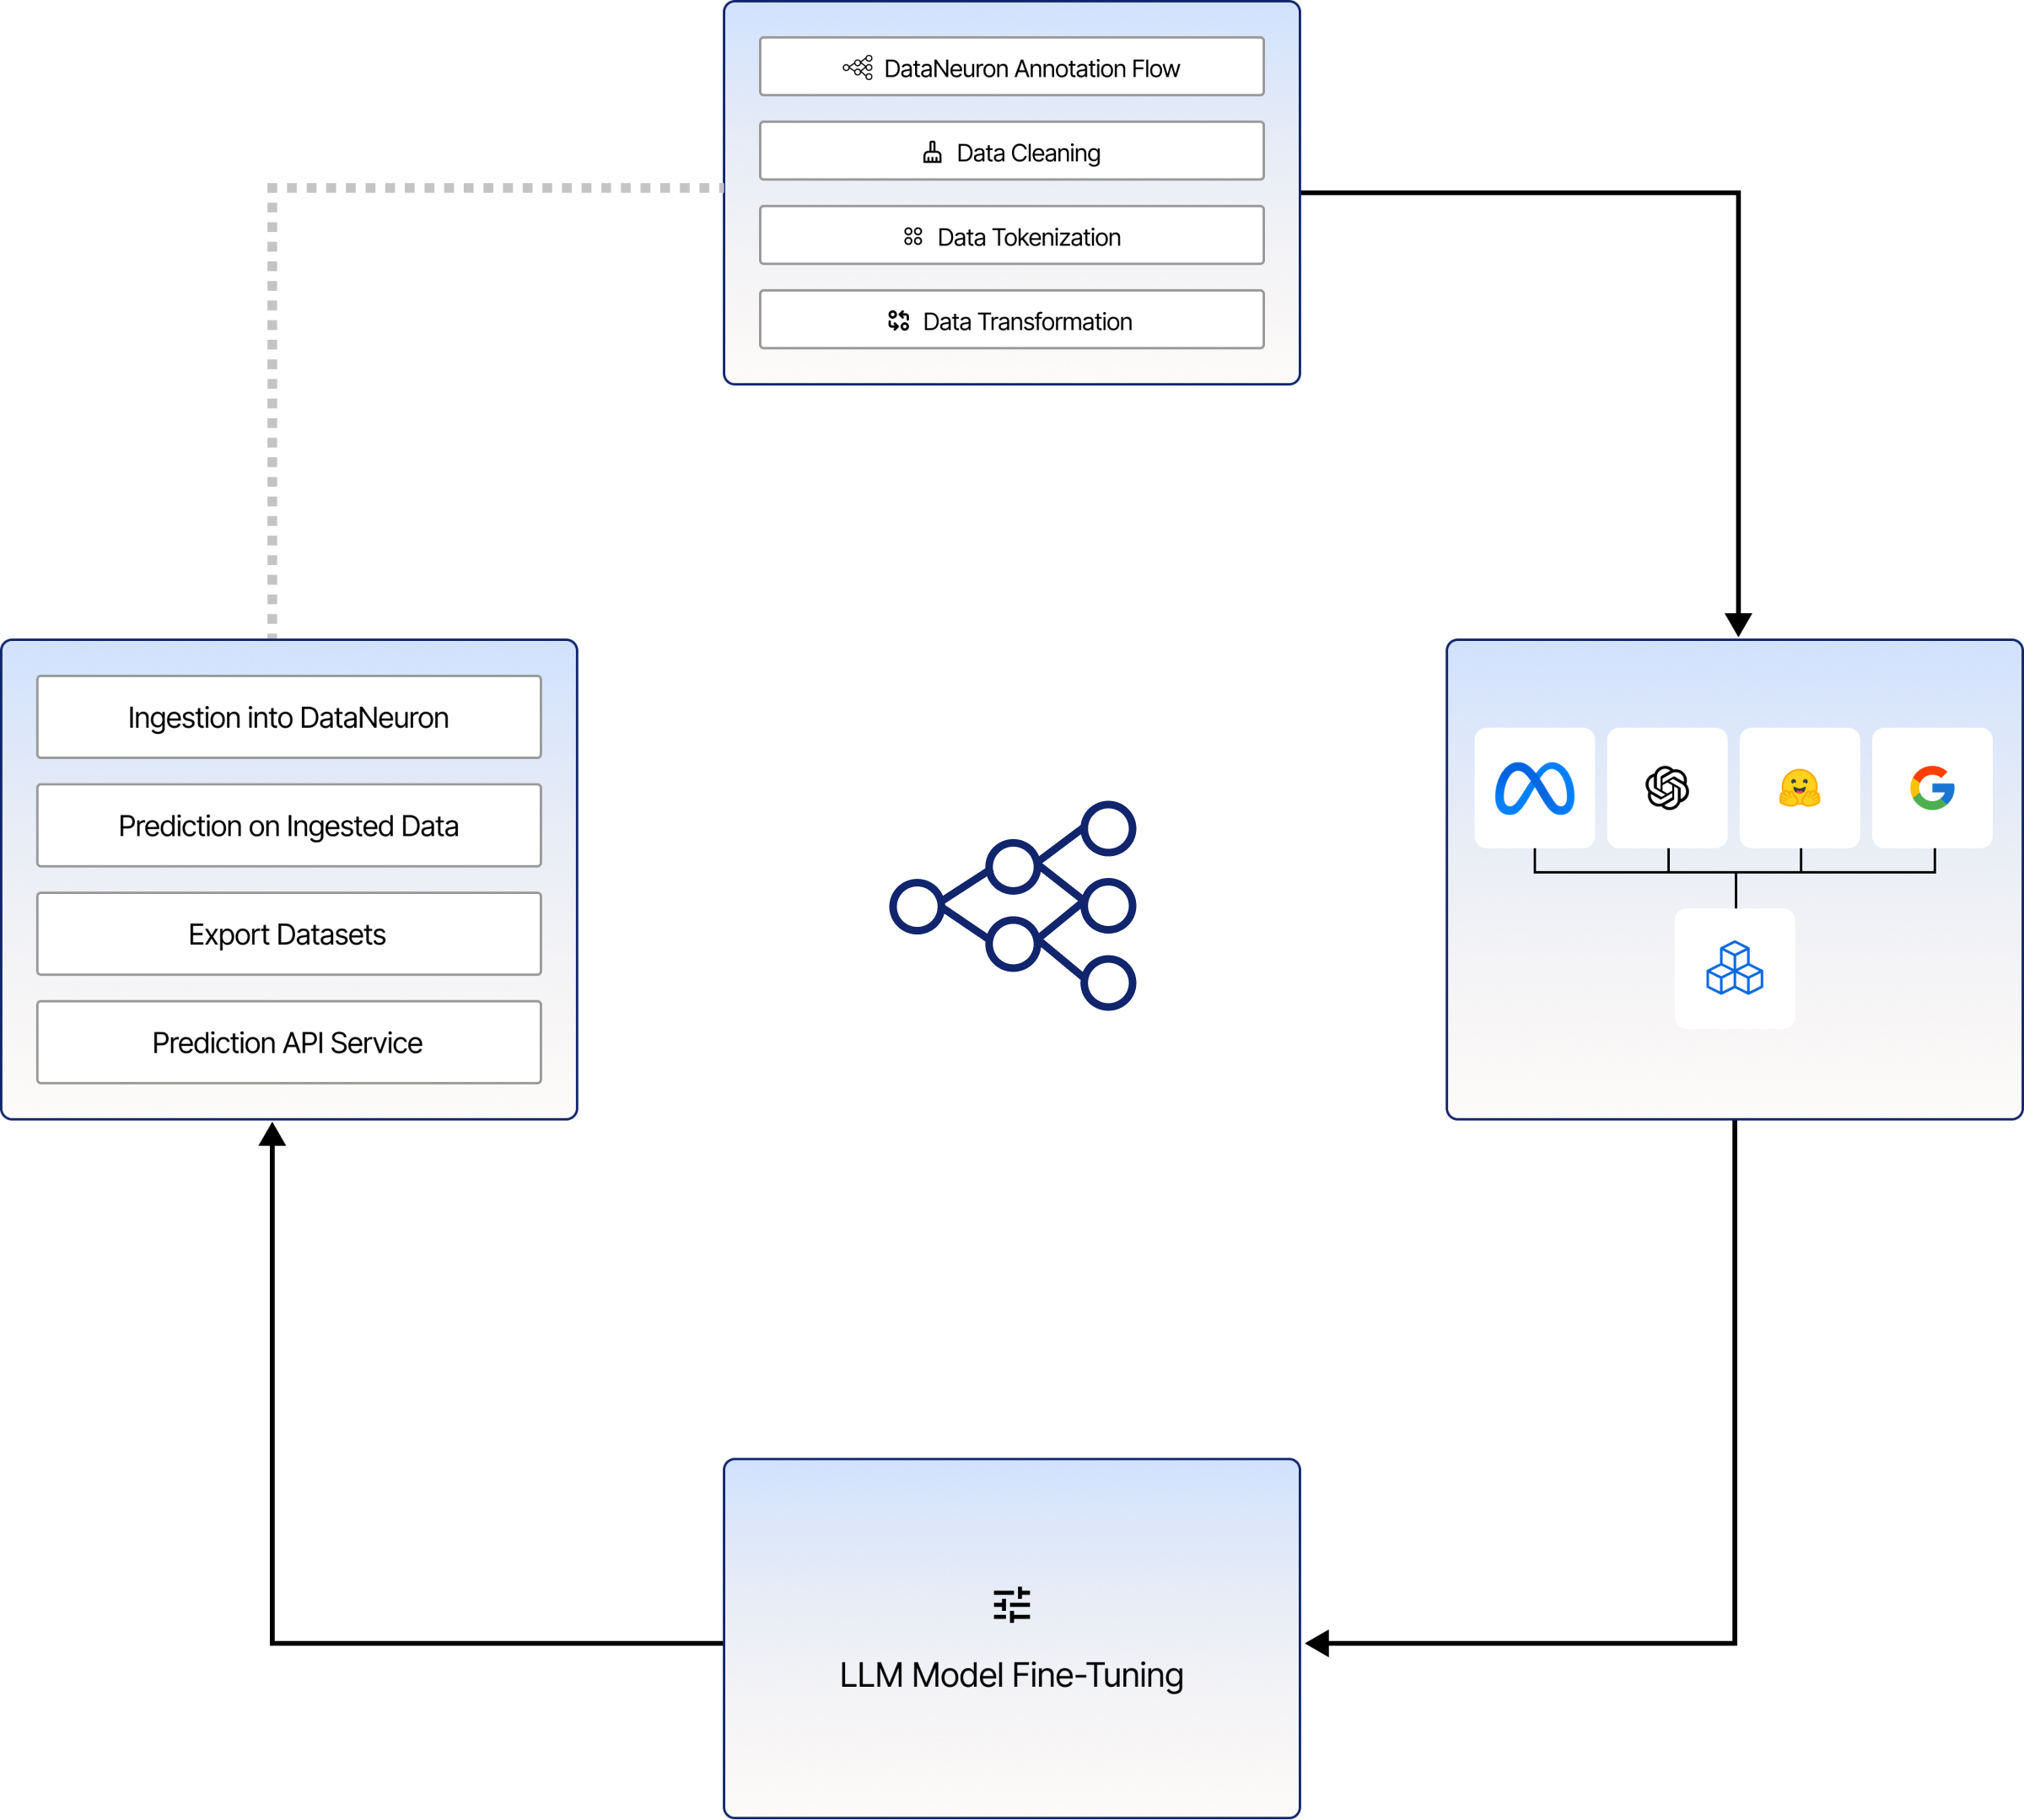 DataNeuron Annotation Flow
Data Cleaning
Data Tokenization
Data Transformation
Ingestion into DataNeuron
Prediction on Ingested Data
Export Datasets
Prediction API Service
LLM Model Fine-Tuning